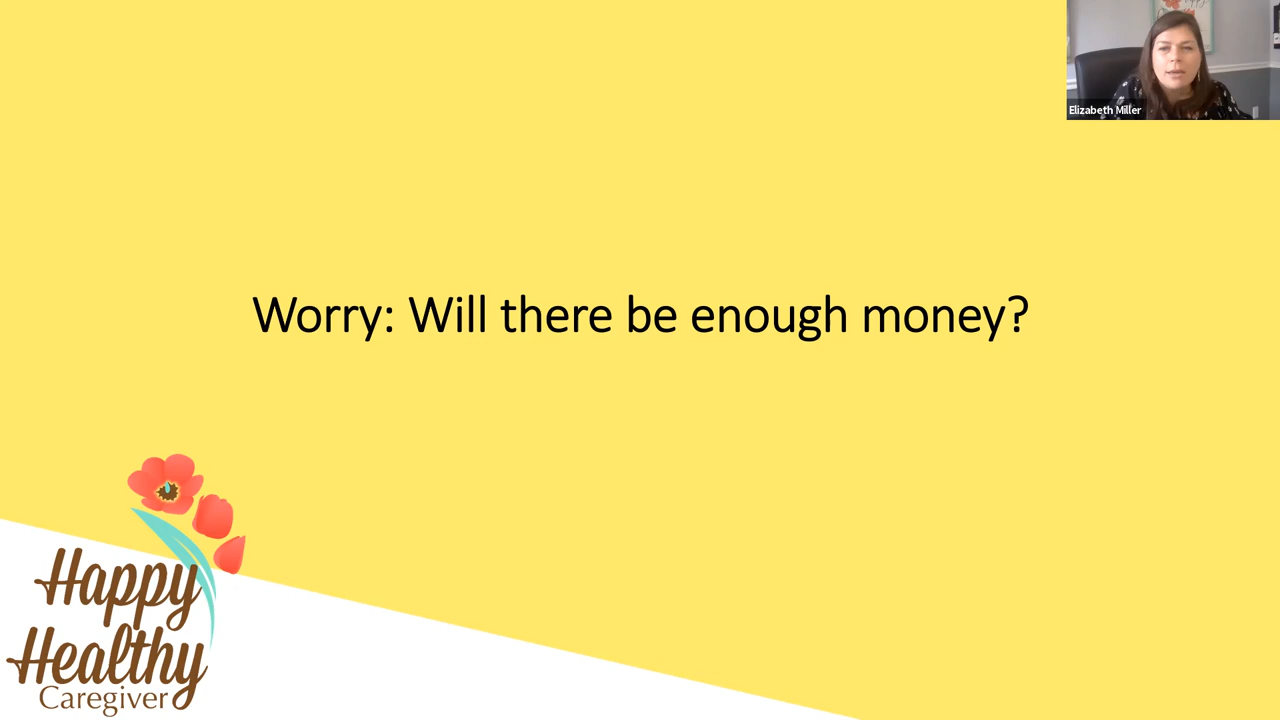 Elizabeth Miller
Worry: Will there be enough money?
Happy
Healthy
Caregiver